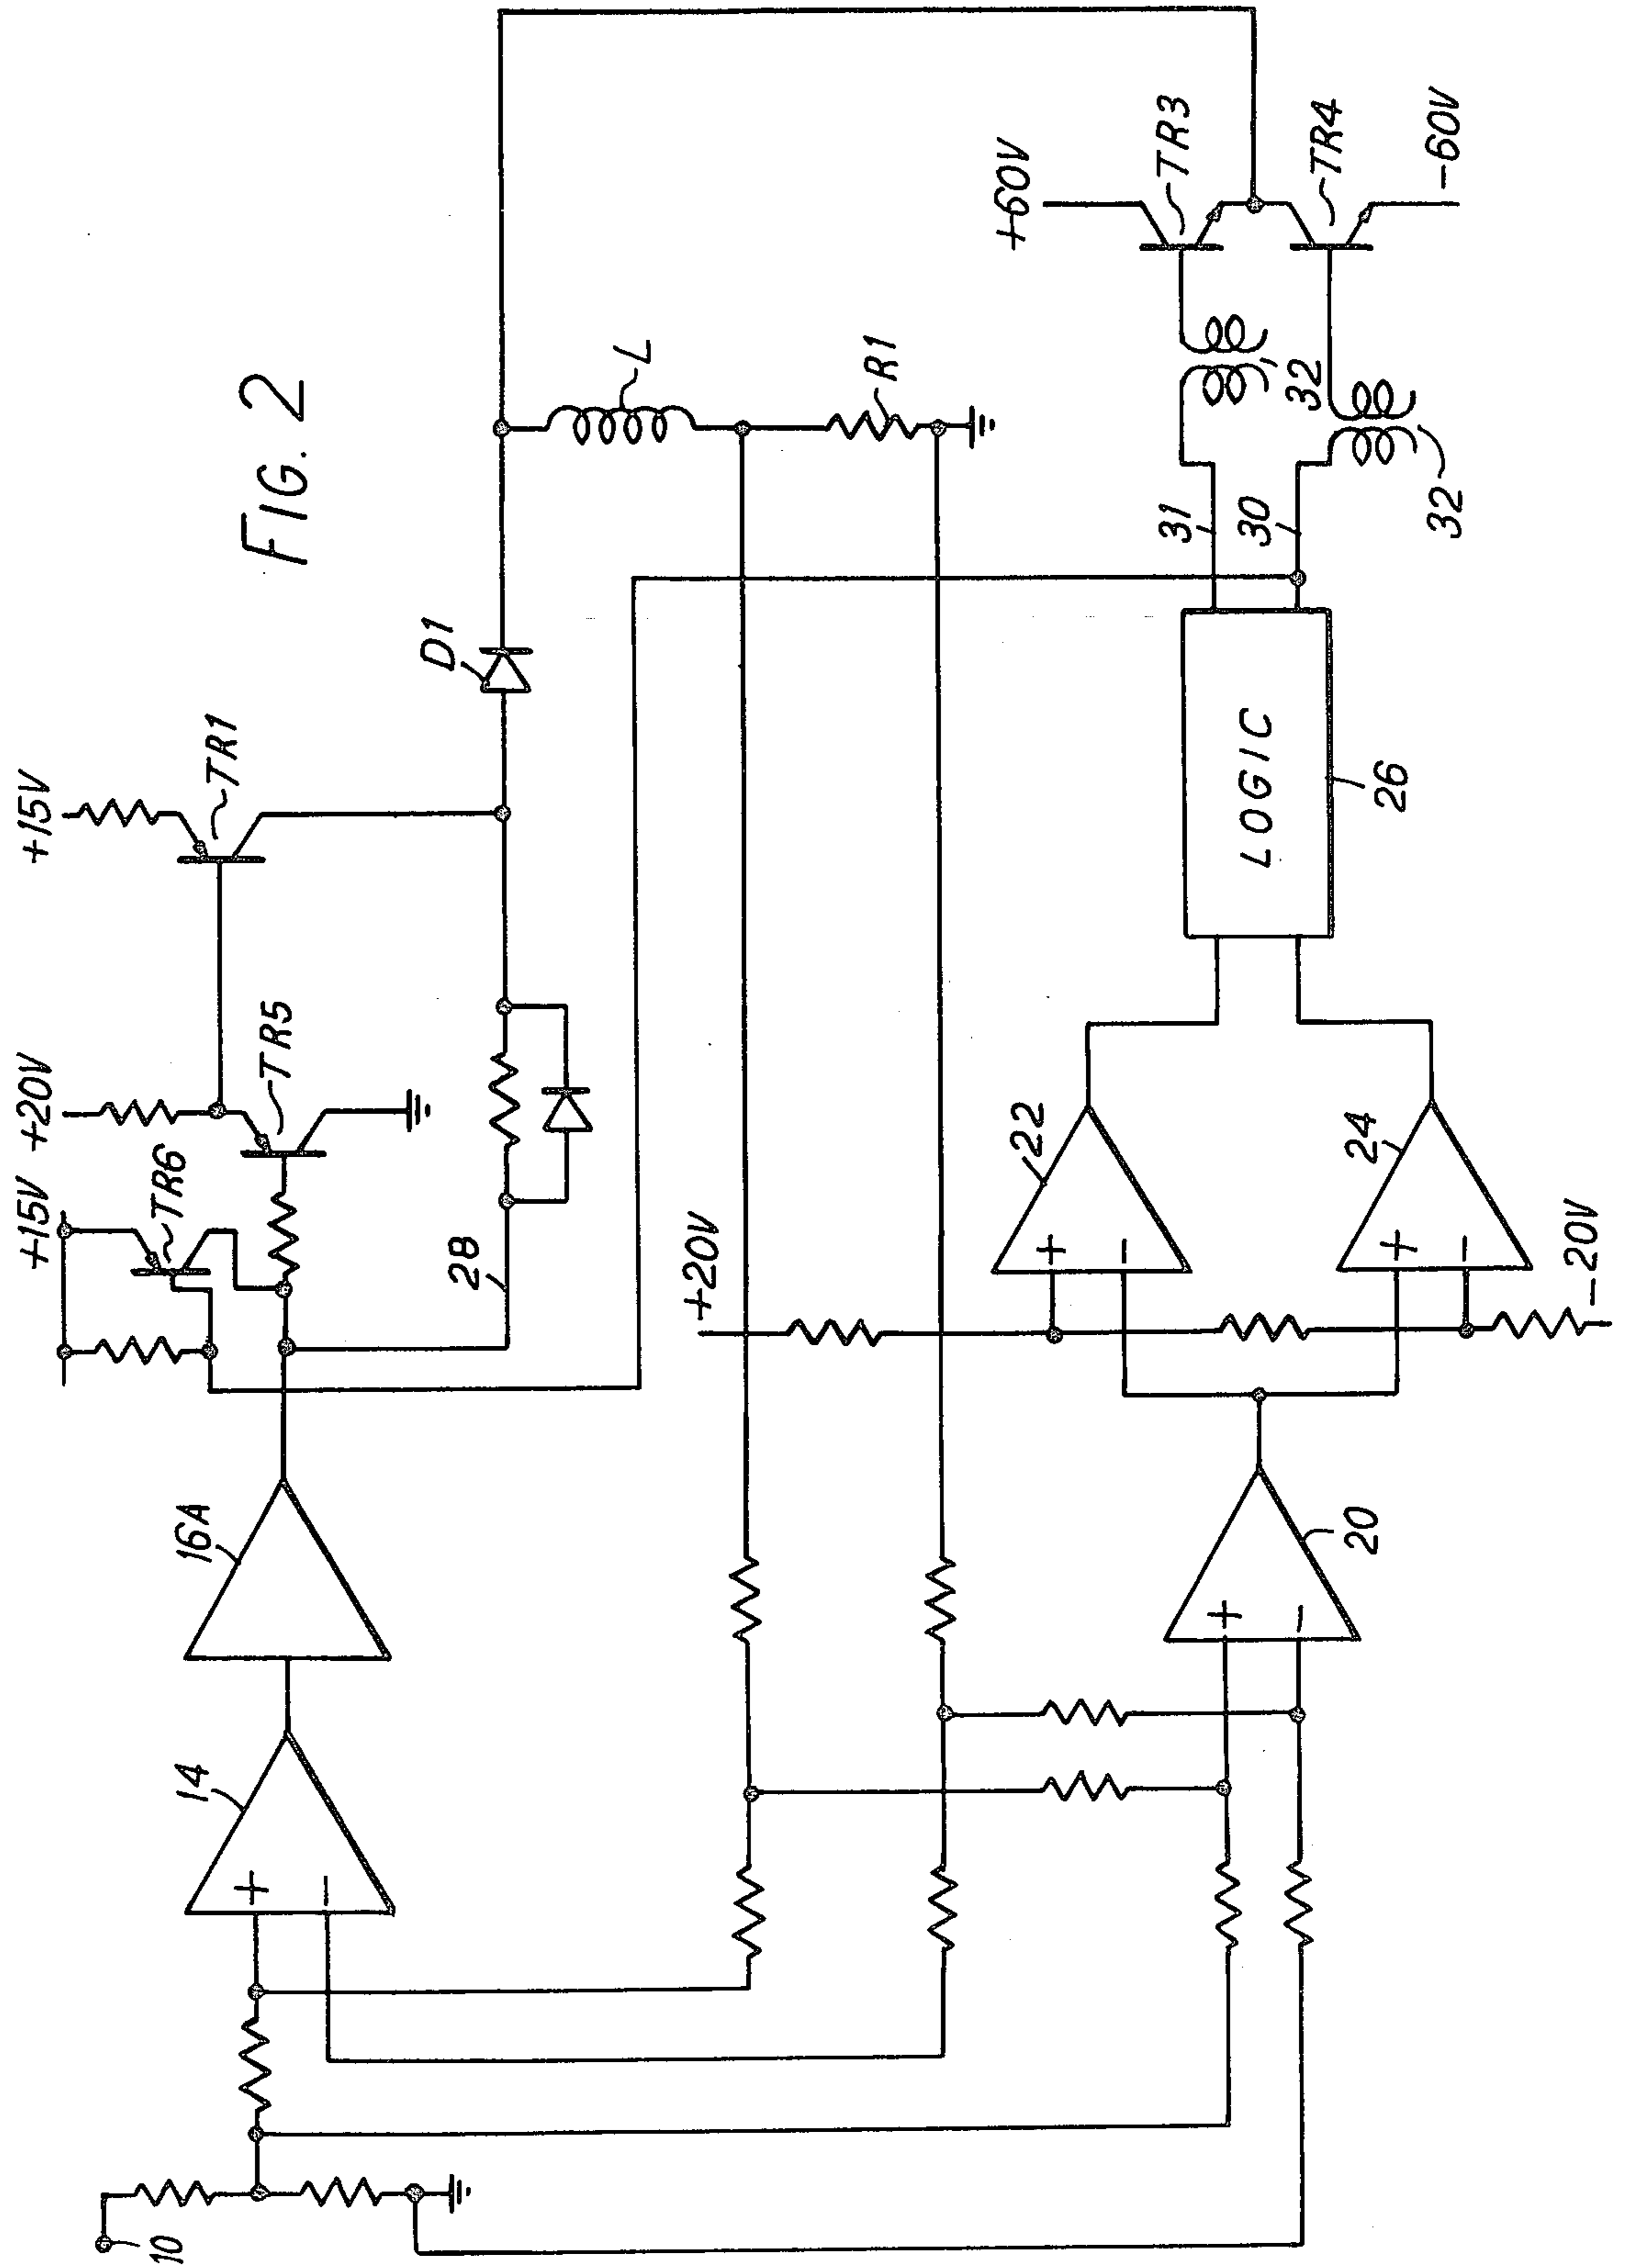 FIG. 2
+15V
TR1
+20V
TR5
+15V
TR6
16A
14
+
−
10
D1
28
L
R1
+60V
TR3
TR4
−60V
32
32
31
30
LOGIC
26
22
+
−
24
+
−
+20V
−20V
20
+
−